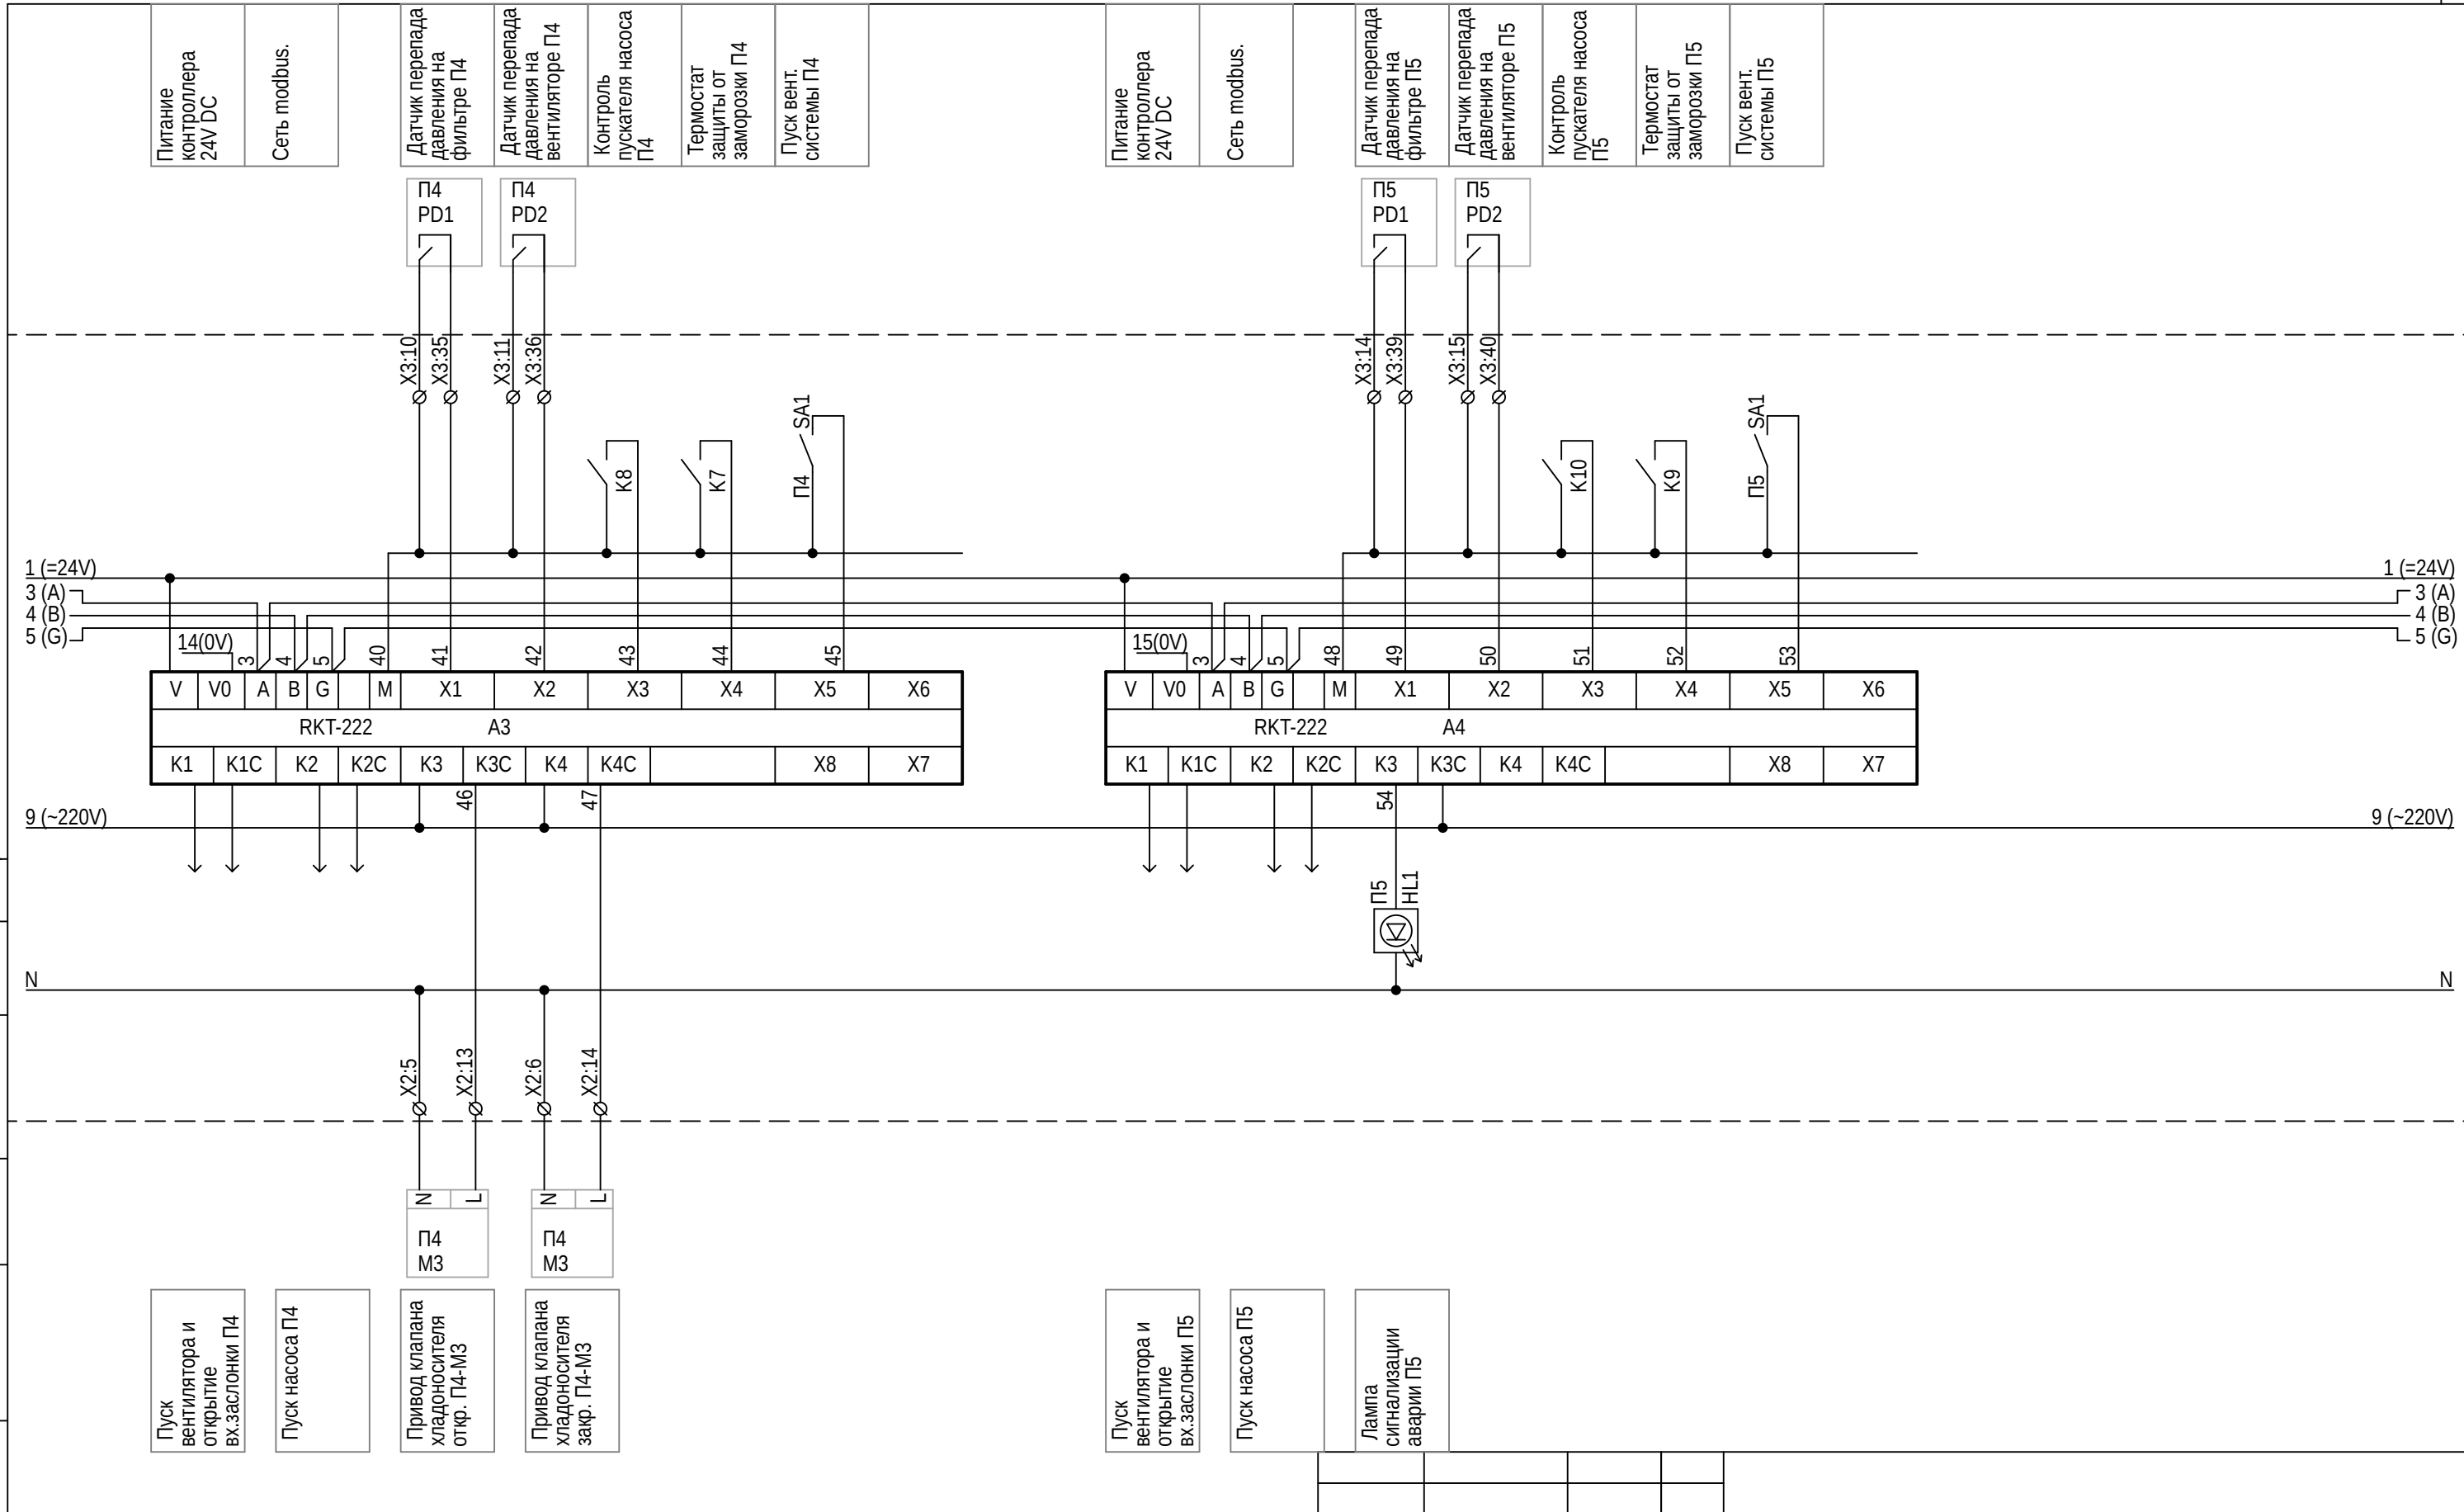 Питание
контроллера
24V DC
Сеть modbus.
Датчик перепада
давления на
фильтре П4
Датчик перепада
давления на
вентиляторе П4
Контроль
пускателя насоса
П4
Термостат
защиты от
заморозки П4
Пуск вент.
системы П4
Питание
контроллера
24V DC
Сеть modbus.
Датчик перепада
давления на
фильтре П5
Датчик перепада
давления на
вентиляторе П5
Контроль
пускателя насоса
П5
Термостат
защиты от
заморозки П5
Пуск вент.
системы П5
П4
PD1
П4
PD2
П5
PD1
П5
PD2
X3:10
X3:35
X3:11
X3:36
X3:14
X3:39
X3:15
X3:40
K8
K7
П4
SA1
K10
K9
П5
SA1
1 (=24V)
3 (A)
4 (B)
5 (G)
1 (=24V)
3 (A)
4 (B)
5 (G)
14(0V)
3
4
5
40
41
42
43
44
45
15(0V)
3
4
5
48
49
50
51
52
53
V V0 A B G M X1 X2 X3 X4 X5 X6
RKT-222 A3
K1 K1C K2 K2C K3 K3C K4 K4C X8 X7
V V0 A B G M X1 X2 X3 X4 X5 X6
RKT-222 A4
K1 K1C K2 K2C K3 K3C K4 K4C X8 X7
46
47
54
9 (~220V)
9 (~220V)
П5
HL1
N
N
X2:5
X2:13
X2:6
X2:14
N
L
П4
М3
N
L
П4
М3
Пуск
вентилятора и
открытие
вх.заслонки П4
Пуск насоса П4
Привод клапана
хладоносителя
откр. П4-М3
Привод клапана
хладоносителя
закр. П4-М3
Пуск
вентилятора и
открытие
вх.заслонки П5
Пуск насоса П5
Лампа
сигнализации
аварии П5